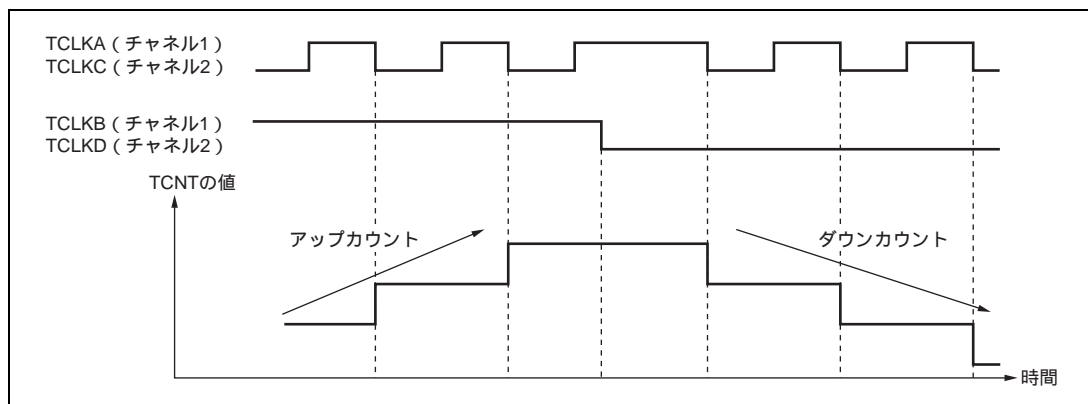 TCLKA（チャネル1）
TCLKC（チャネル2）
TCLKB（チャネル1）
TCLKD（チャネル2）
TCNTの値
アップカウント
ダウンカウント
時間